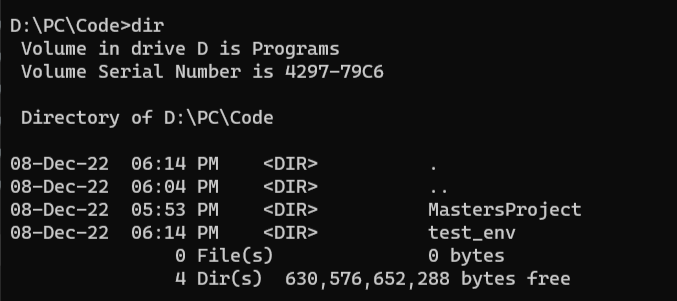 D:\PC\Code>dir
 Volume in drive D is Programs
 Volume Serial Number is 4297-79C6

 Directory of D:\PC\Code

08-Dec-22  06:14 PM    <DIR>          .
08-Dec-22  06:04 PM    <DIR>          ..
08-Dec-22  05:53 PM    <DIR>          MastersProject
08-Dec-22  06:14 PM    <DIR>          test_env
               0 File(s)              0 bytes
               4 Dir(s)  630,576,652,288 bytes free